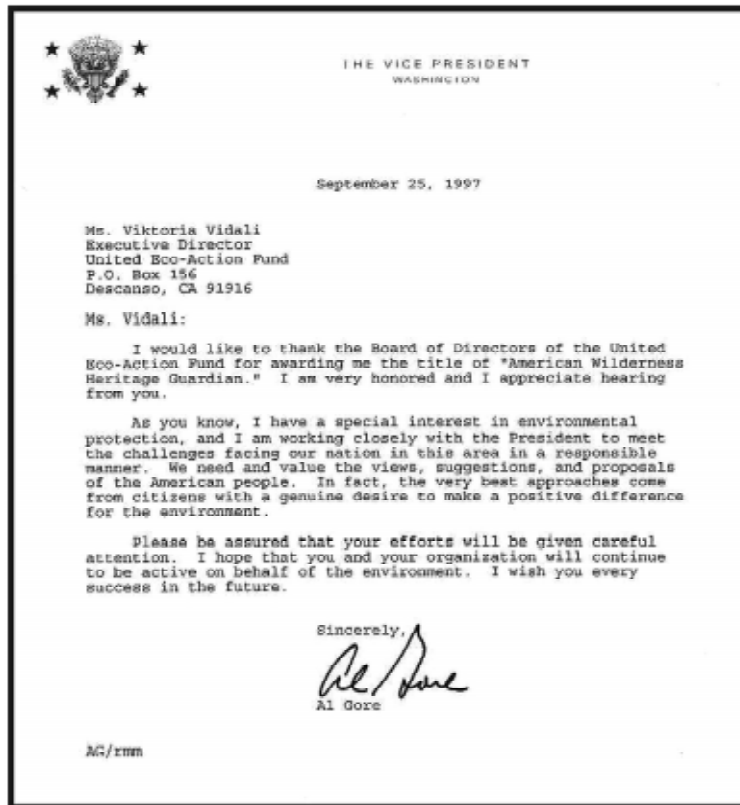 THE VICE PRESIDENT
WASHINGTON
September 25, 1997
Ms. Viktoria Vidali
Executive Director
United Eco-Action Fund
P.O. Box 156
Descanso, CA 91916
Ms. Vidali:
I would like to thank the Board of Directors of the United
Eco-Action Fund for awarding me the title of "American Wilderness
Heritage Guardian." I am very honored and I appreciate hearing
from you.
As you know, I have a special interest in environmental
protection, and I am working closely with the President to meet
the challenges facing our nation in this area in a responsible
manner. We need and value the views, suggestions, and proposals
of the American people. In fact, the very best approaches come
from citizens with a genuine desire to make a positive difference
for the environment.
Please be assured that your efforts will be given careful
attention. I hope that you and your organization will continue
to be active on behalf of the environment. I wish you every
success in the future.
Sincerely,
Al Gore
Al Gore
AG/rmm